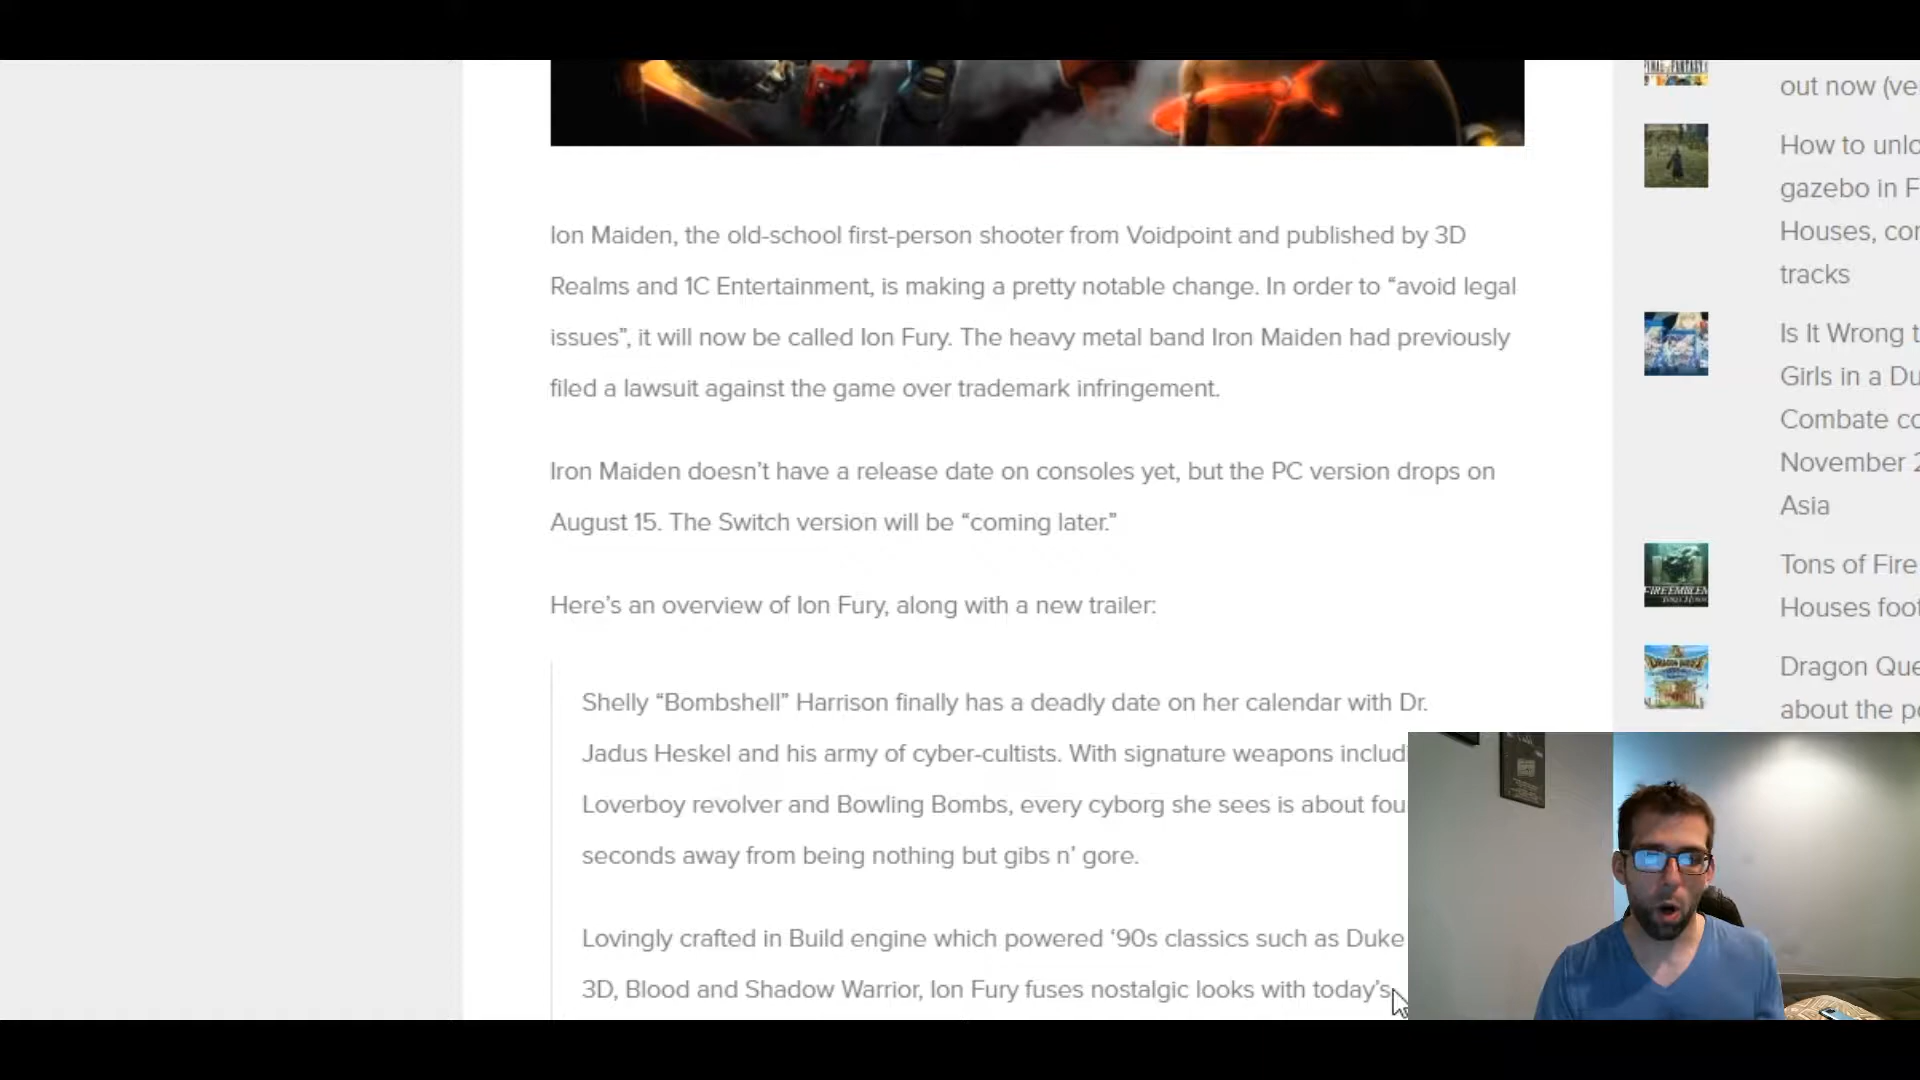 Ion Maiden, the old-school first-person shooter from Voidpoint and published by 3D
Realms and 1C Entertainment, is making a pretty notable change. In order to “avoid legal
issues”, it will now be called Ion Fury. The heavy metal band Iron Maiden had previously
filed a lawsuit against the game over trademark infringement.
Iron Maiden doesn’t have a release date on consoles yet, but the PC version drops on
August 15. The Switch version will be “coming later.”
Here’s an overview of Ion Fury, along with a new trailer:
Shelly “Bombshell” Harrison finally has a deadly date on her calendar with Dr.
Jadus Heskel and his army of cyber-cultists. With signature weapons includi
Loverboy revolver and Bowling Bombs, every cyborg she sees is about fou
seconds away from being nothing but gibs n’ gore.
Lovingly crafted in Build engine which powered ‘90s classics such as Duke
3D, Blood and Shadow Warrior, Ion Fury fuses nostalgic looks with today’s
FINAL FANTASY
out now (ve
How to unlo
gazebo in F
Houses, co
tracks
Is It Wrong t
Girls in a Du
Combate co
November 2
Asia
FIRE EMBLEM
Tons of Fire
Houses foot
DRAGON QUEST
Dragon Que
about the p